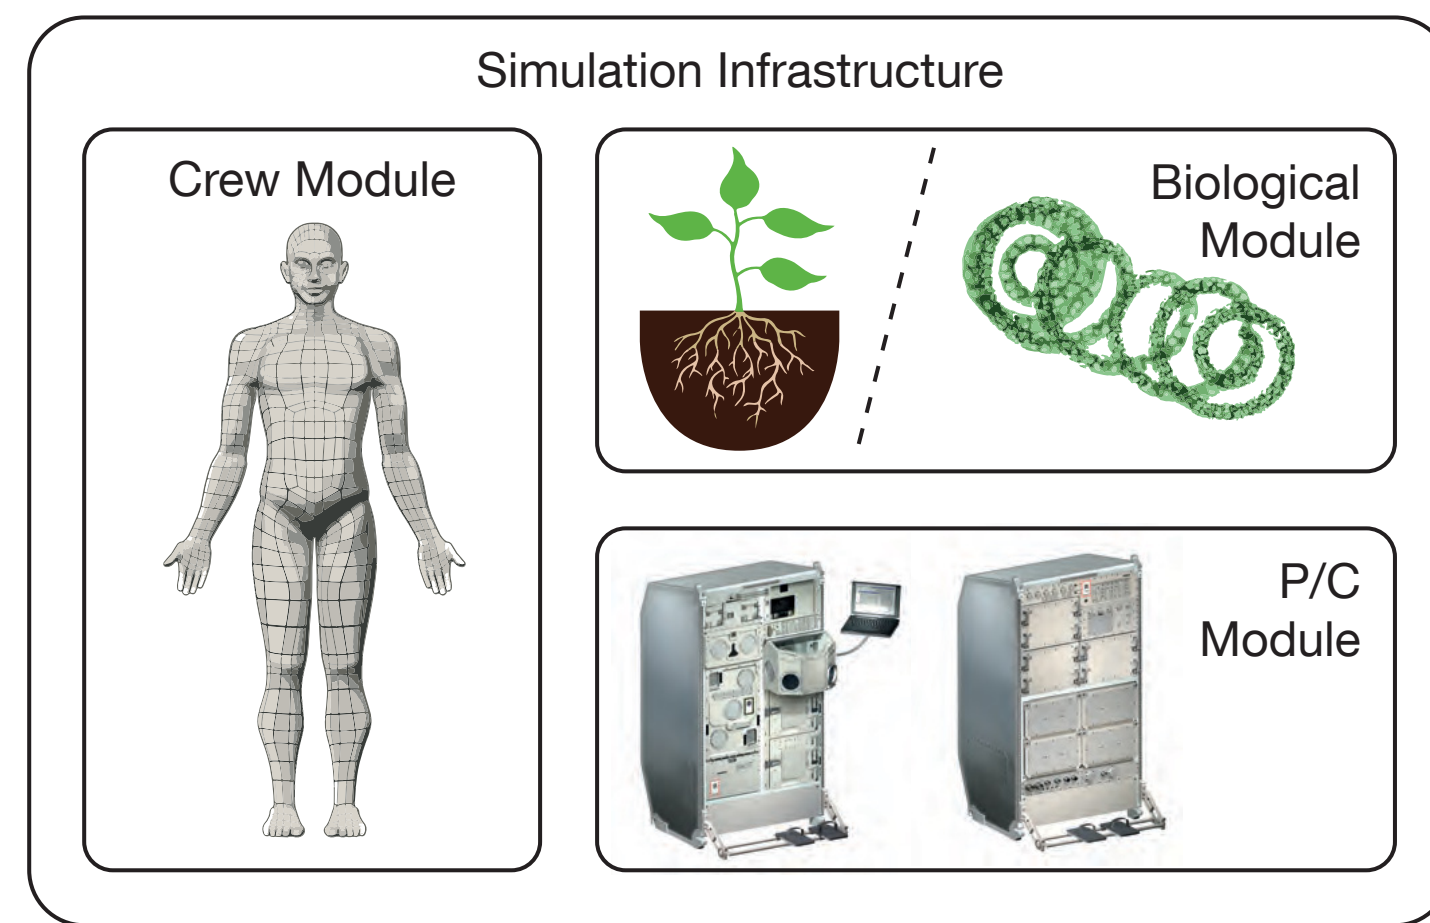 Simulation Infrastructure
Crew Module
Biological
Module
P/C
Module